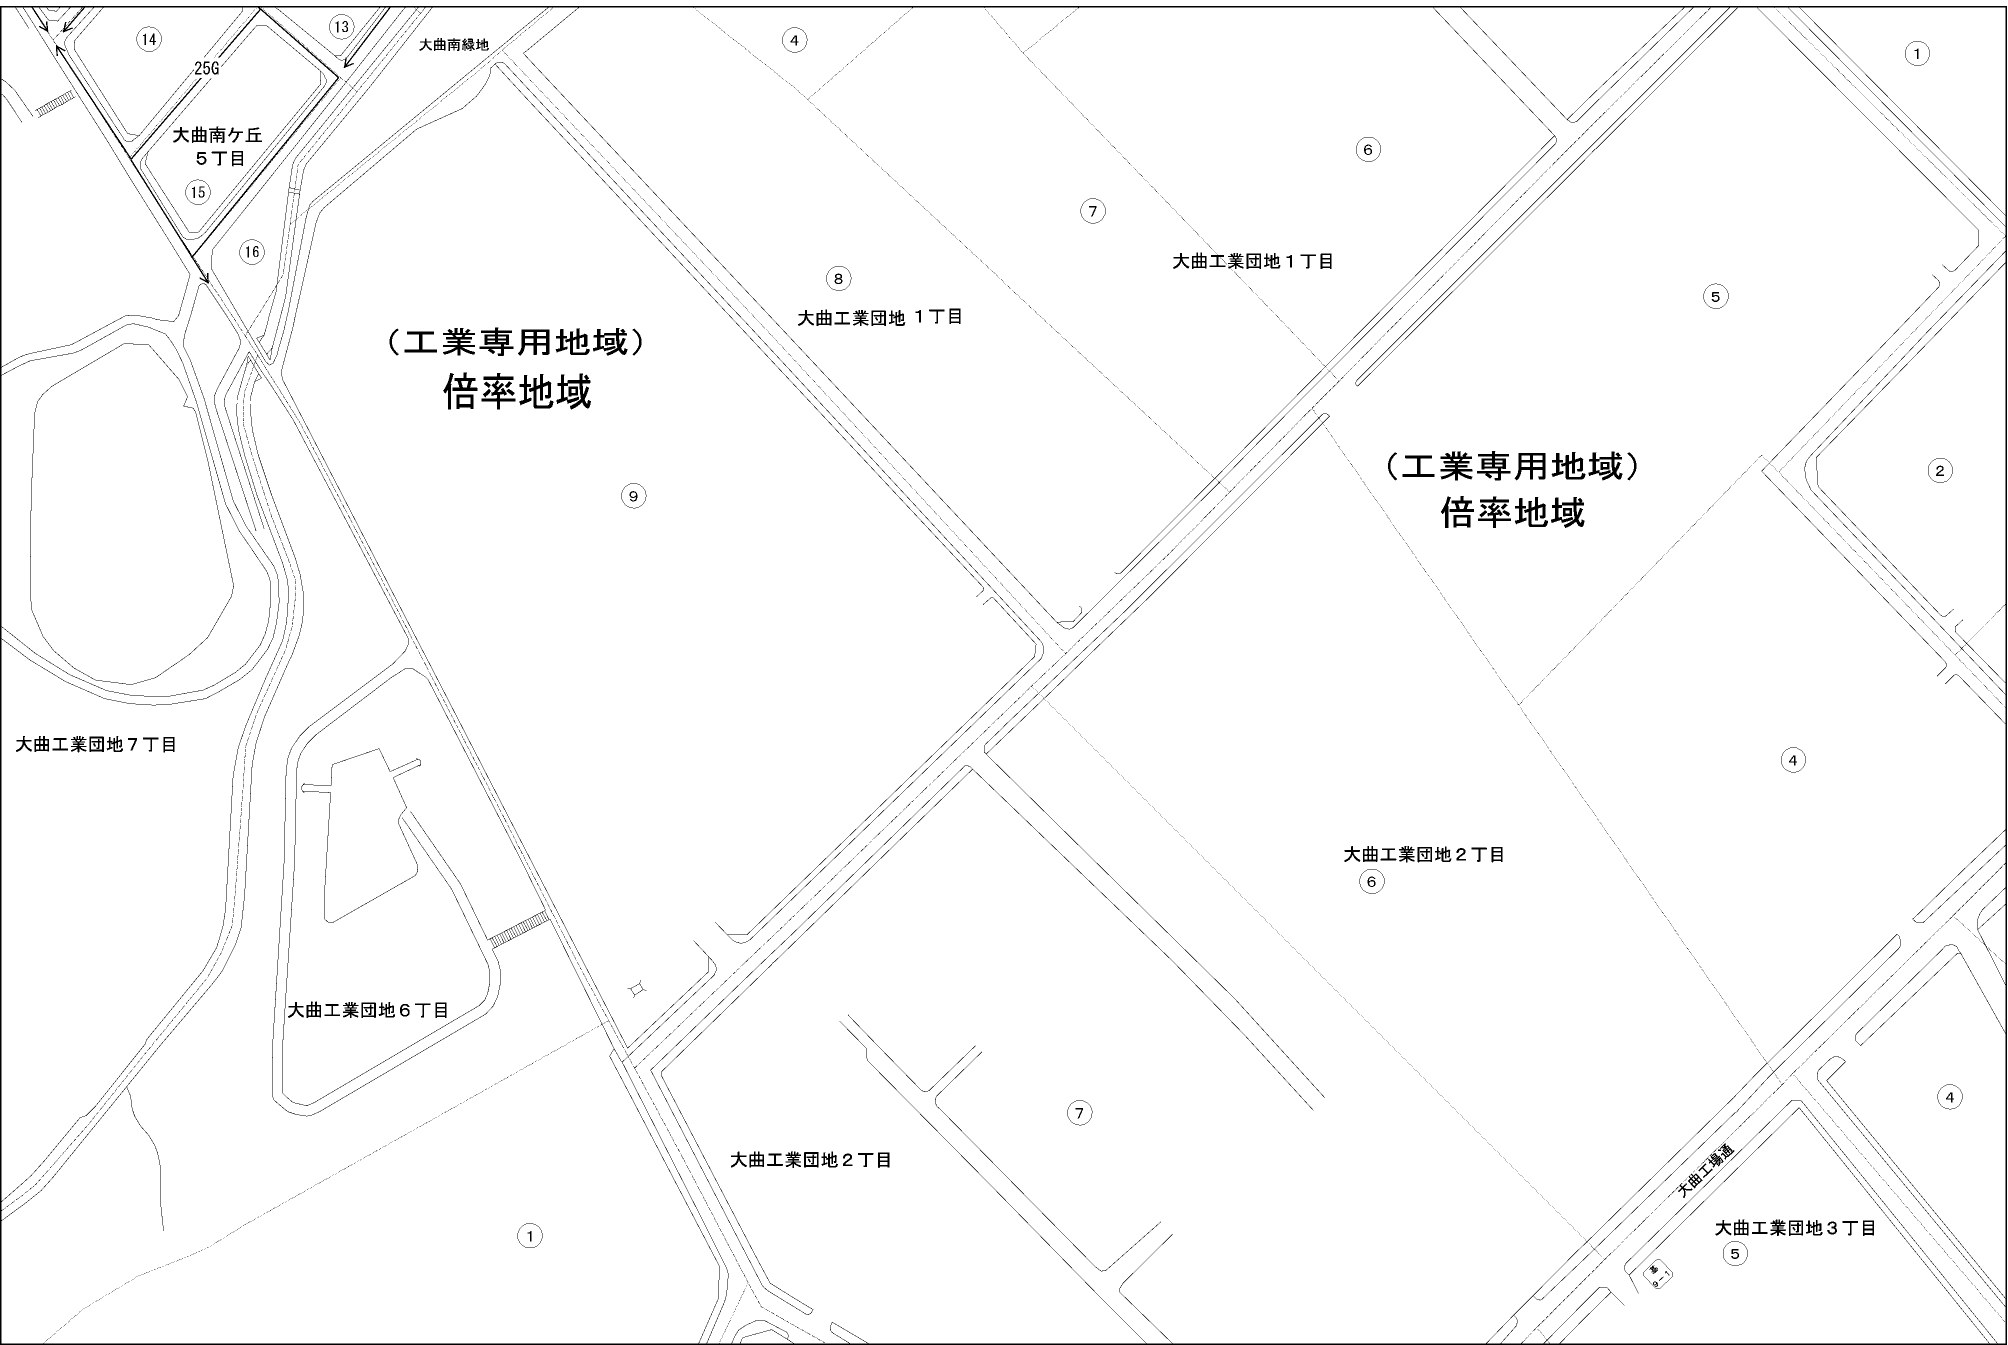 13
14
大曲南緑地
④
①
25G
大曲南ケ丘
５丁目
⑥
15
⑦
16
大曲工業団地１丁目
⑧
大曲工業団地 １丁目
⑤
（工業専用地域）
倍率地域
（工業専用地域）
倍率地域
②
⑨
大曲工業団地７丁目
④
大曲工業団地２丁目
⑥
大曲工業団地６丁目
④
⑦
大曲工業団地２丁目
大曲工場通
①
大曲工業団地３丁目
⑤
基
９－１